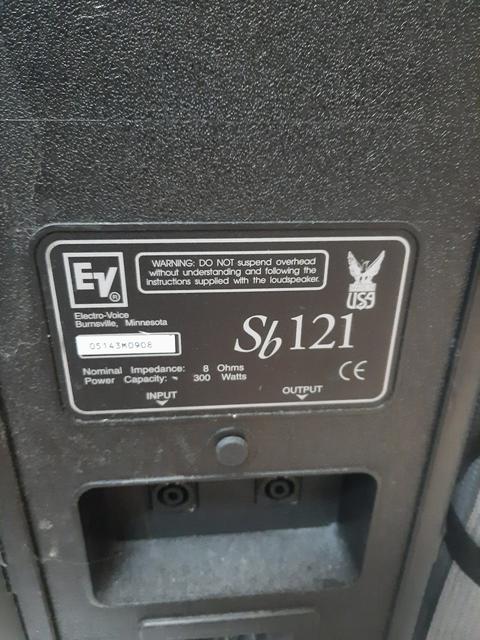 EV®
WARNING: DO NOT suspend overhead
without understanding and following the
instructions supplied with the loudspeaker.
USA
Electro-Voice
Burnsville, Minnesota
05143M0908
Sb121
Nominal Impedance: 8 Ohms
Power Capacity: 300 Watts
CE
INPUT
OUTPUT